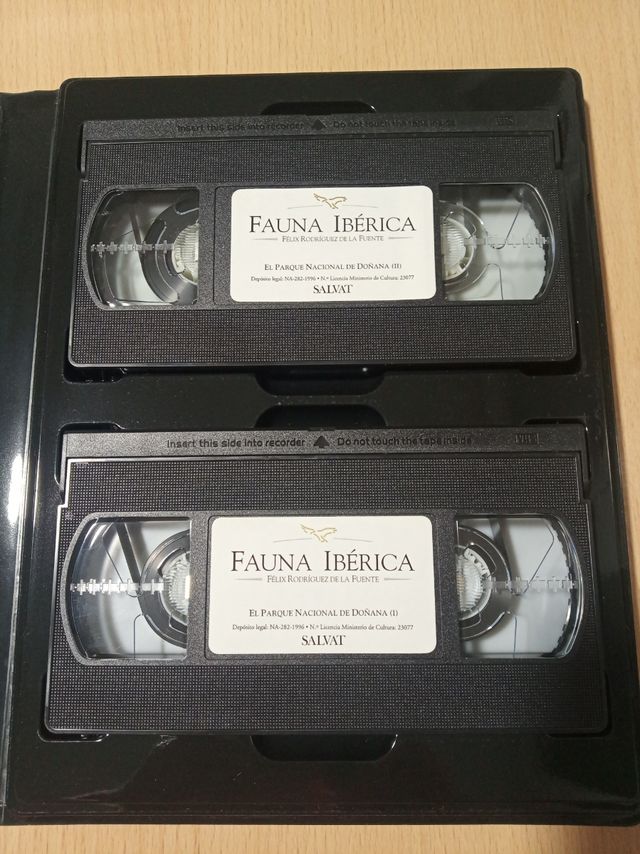 Insert this side into recorder ▲ Do not touch the tape inside VHS
FAUNA IBÉRICA
FÉLIX RODRÍGUEZ DE LA FUENTE
EL PARQUE NACIONAL DE DOÑANA (II)
Depósito legal: NA-282-1996 • N.º Licencia Ministerio de Cultura: 23077
SALVAT
Insert this side into recorder ▲ Do not touch the tape inside VHS
FAUNA IBÉRICA
FÉLIX RODRÍGUEZ DE LA FUENTE
EL PARQUE NACIONAL DE DOÑANA (I)
Depósito legal: NA-282-1996 • N.º Licencia Ministerio de Cultura: 23077
SALVAT